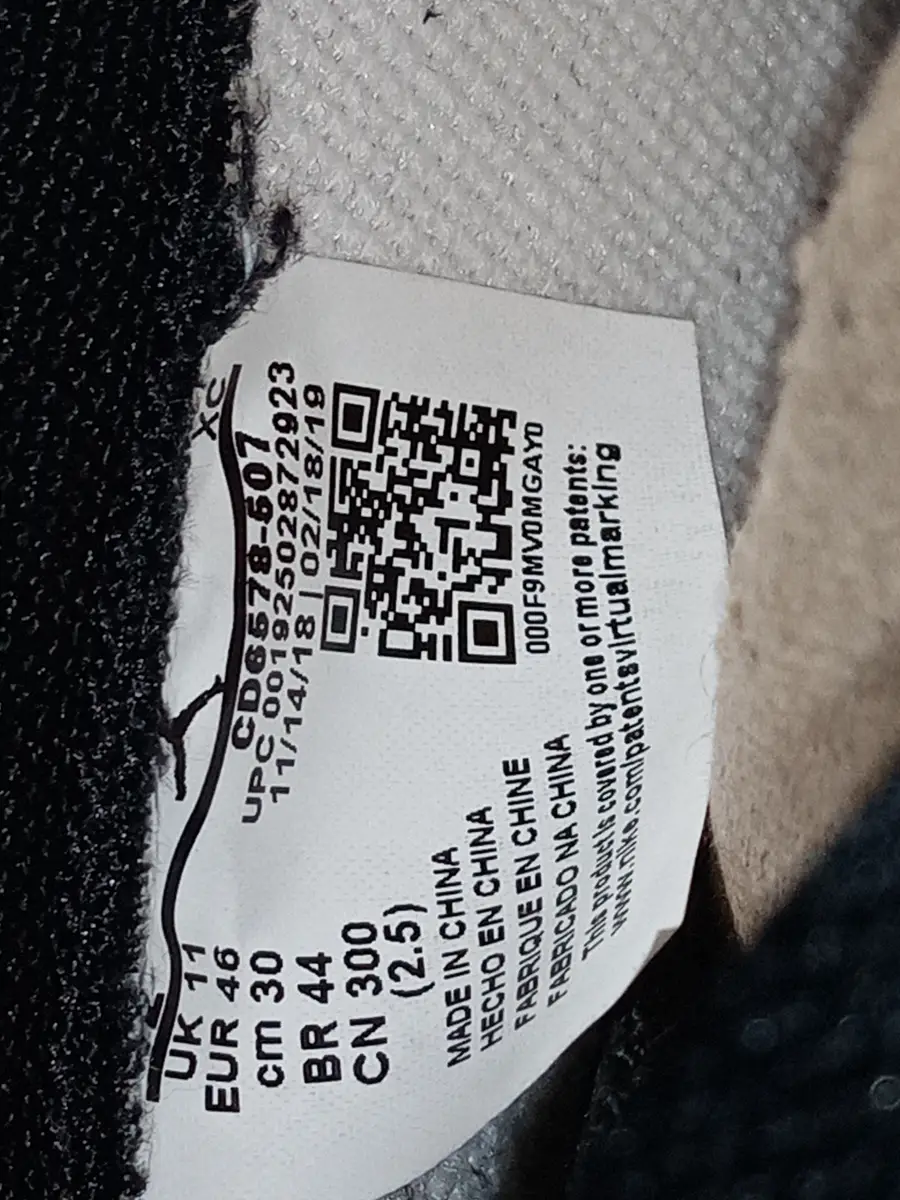 XC
UK 11
EUR 46
cm 30
BR 44
CN 300
(2.5)
CD6578-507
UPC 00192502872923
11/14/18 | 02/18/19
000F9MV0MGAY0
MADE IN CHINA
HECHO EN CHINA
FABRIQUE EN CHINE
FABRICADO NA CHINA
This product is covered by one or more patents:
www.nike.com/patentsvirtualmarking